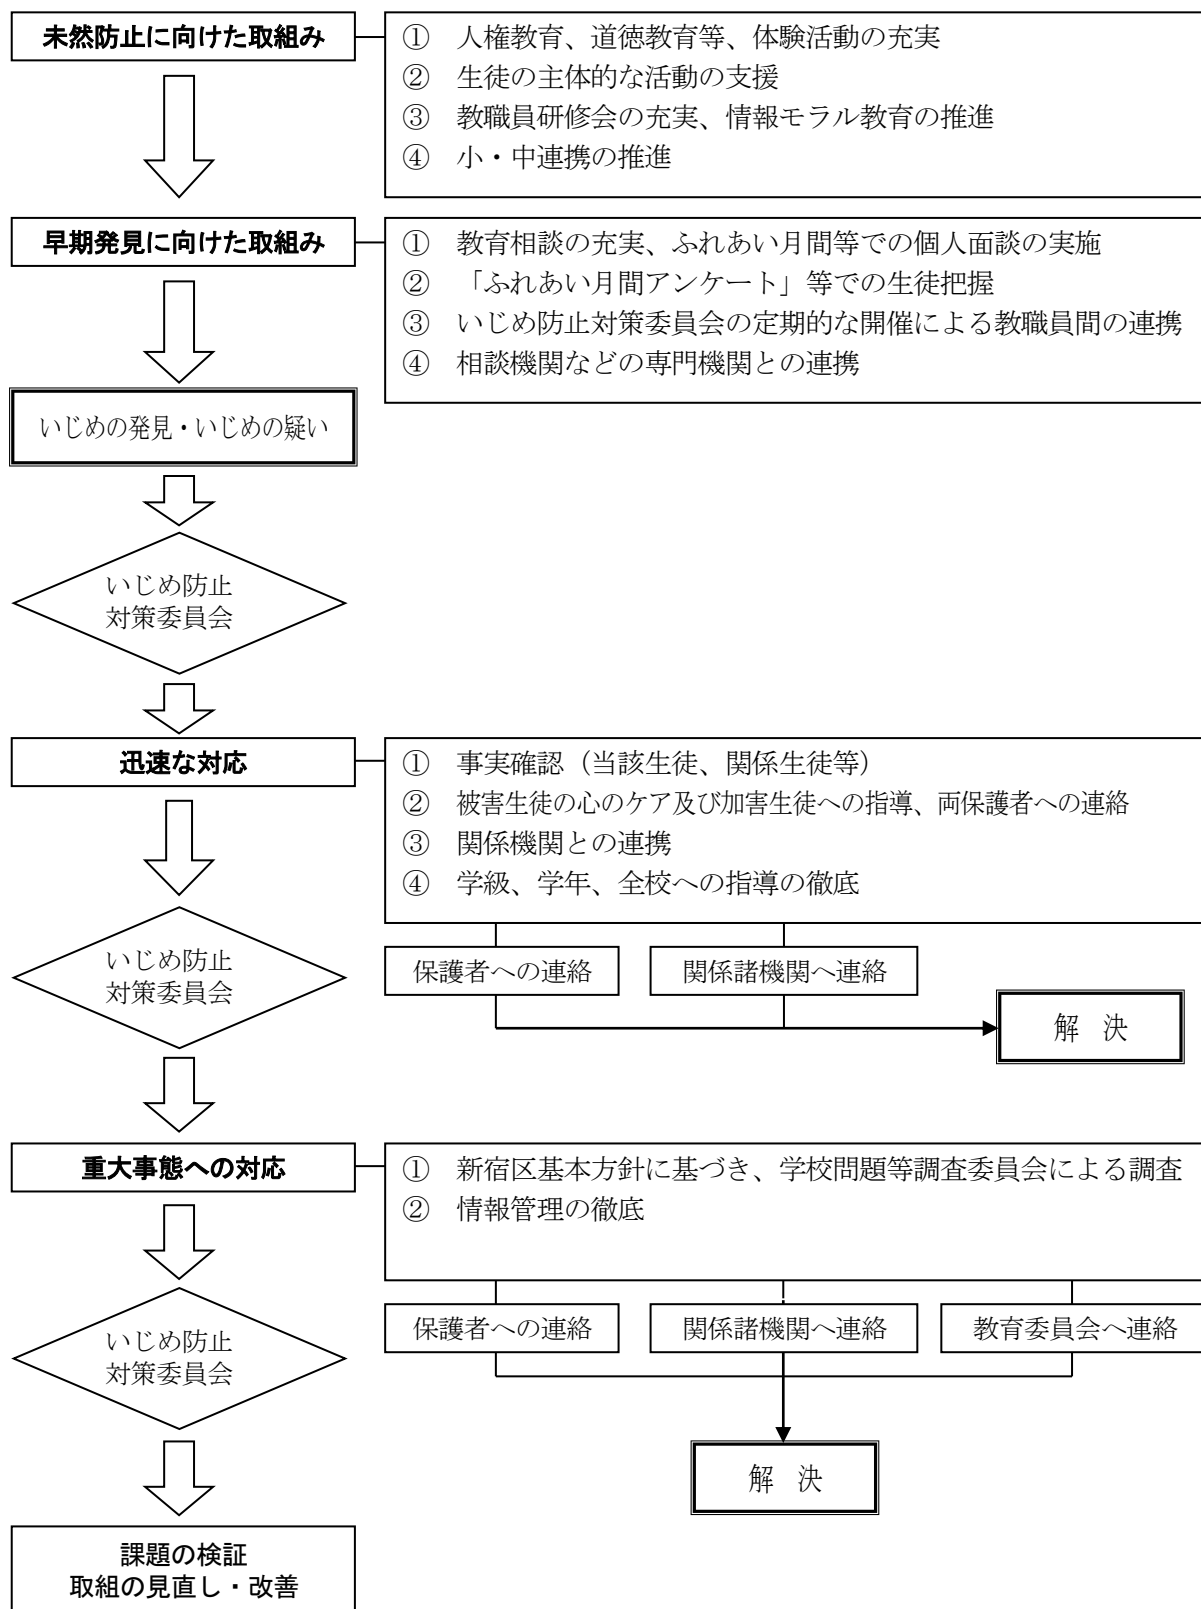 未然防止に向けた取組み
① 人権教育、道徳教育等、体験活動の充実
② 生徒の主体的な活動の支援
③ 教職員研修会の充実、情報モラル教育の推進
④ 小・中連携の推進
早期発見に向けた取組み
① 教育相談の充実、ふれあい月間等での個人面談の実施
② 「ふれあい月間アンケート」等での生徒把握
③ いじめ防止対策委員会の定期的な開催による教職員間の連携
④ 相談機関などの専門機関との連携
いじめの発見・いじめの疑い
いじめ防止
対策委員会
迅速な対応
① 事実確認（当該生徒、関係生徒等）
② 被害生徒の心のケア及び加害生徒への指導、両保護者への連絡
③ 関係機関との連携
④ 学級、学年、全校への指導の徹底
いじめ防止
対策委員会
保護者への連絡
関係諸機関へ連絡
解 決
重大事態への対応
① 新宿区基本方針に基づき、学校問題等調査委員会による調査
② 情報管理の徹底
いじめ防止
対策委員会
保護者への連絡
関係諸機関へ連絡
教育委員会へ連絡
解 決
課題の検証
取組の見直し・改善